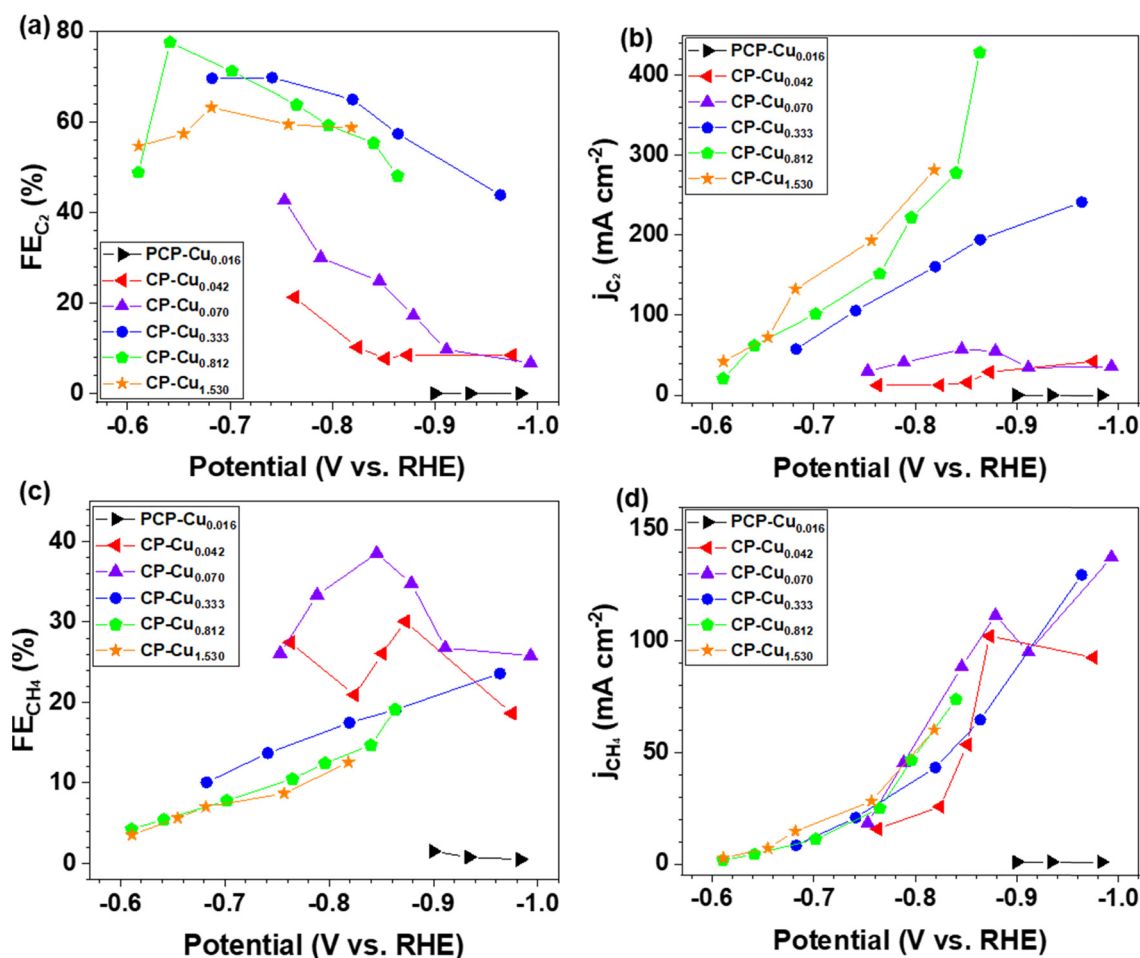 (a)
80
60
40
20
0
FE_C₂ (%)
PCP-Cu₀.₀₁₆
CP-Cu₀.₀₄₂
CP-Cu₀.₀₇₀
CP-Cu₀.₃₃₃
CP-Cu₀.₈₁₂
CP-Cu₁.₅₃₀
-0.6 -0.7 -0.8 -0.9 -1.0
Potential (V vs. RHE)
(b)
400
300
200
100
0
j_C₂ (mA cm⁻²)
PCP-Cu₀.₀₁₆
CP-Cu₀.₀₄₂
CP-Cu₀.₀₇₀
CP-Cu₀.₃₃₃
CP-Cu₀.₈₁₂
CP-Cu₁.₅₃₀
-0.6 -0.7 -0.8 -0.9 -1.0
Potential (V vs. RHE)
(c)
40
30
20
10
0
FE_CH₄ (%)
PCP-Cu₀.₀₁₆
CP-Cu₀.₀₄₂
CP-Cu₀.₀₇₀
CP-Cu₀.₃₃₃
CP-Cu₀.₈₁₂
CP-Cu₁.₅₃₀
-0.6 -0.7 -0.8 -0.9 -1.0
Potential (V vs. RHE)
(d)
150
100
50
0
j_CH₄ (mA cm⁻²)
PCP-Cu₀.₀₁₆
CP-Cu₀.₀₄₂
CP-Cu₀.₀₇₀
CP-Cu₀.₃₃₃
CP-Cu₀.₈₁₂
CP-Cu₁.₅₃₀
-0.6 -0.7 -0.8 -0.9 -1.0
Potential (V vs. RHE)